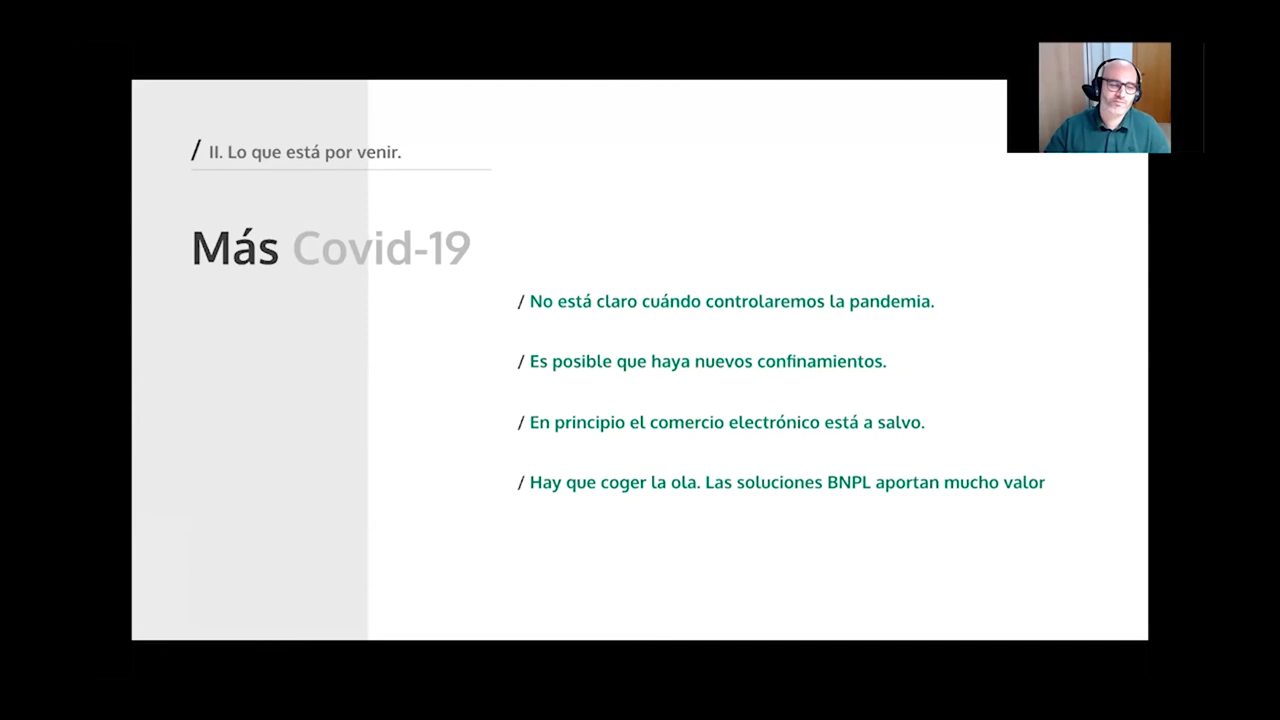 / II. Lo que está por venir.
Más Covid-19
/ No está claro cuándo controlaremos la pandemia.
/ Es posible que haya nuevos confinamientos.
/ En principio el comercio electrónico está a salvo.
/ Hay que coger la ola. Las soluciones BNPL aportan mucho valor